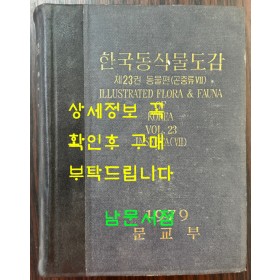 한국동식물도감
제23권 동물편(곤충류Ⅶ)
ILLUSTRATED FLORA & FAUNA
OF
KOREA
VOL. 23
상세정보 꼭
확인후 구매
부탁드립니다
남문서점
1979
문교부